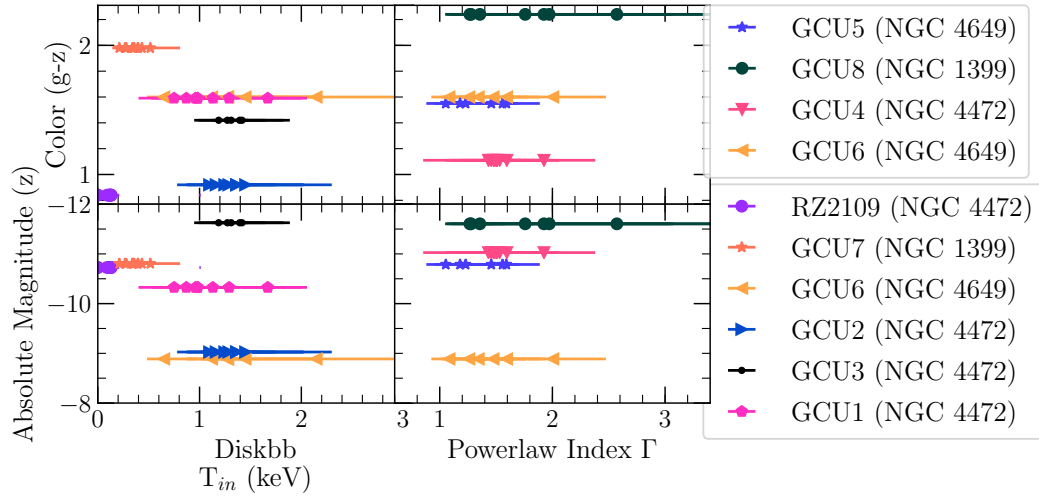 Color (g-z)
2
1
Absolute Magnitude (z)
−12
−10
−8
0
1
2
3
Diskbb
T_{in} (keV)
1
2
3
Powerlaw Index Γ
GCU5 (NGC 4649)
GCU8 (NGC 1399)
GCU4 (NGC 4472)
GCU6 (NGC 4649)
RZ2109 (NGC 4472)
GCU7 (NGC 1399)
GCU6 (NGC 4649)
GCU2 (NGC 4472)
GCU3 (NGC 4472)
GCU1 (NGC 4472)